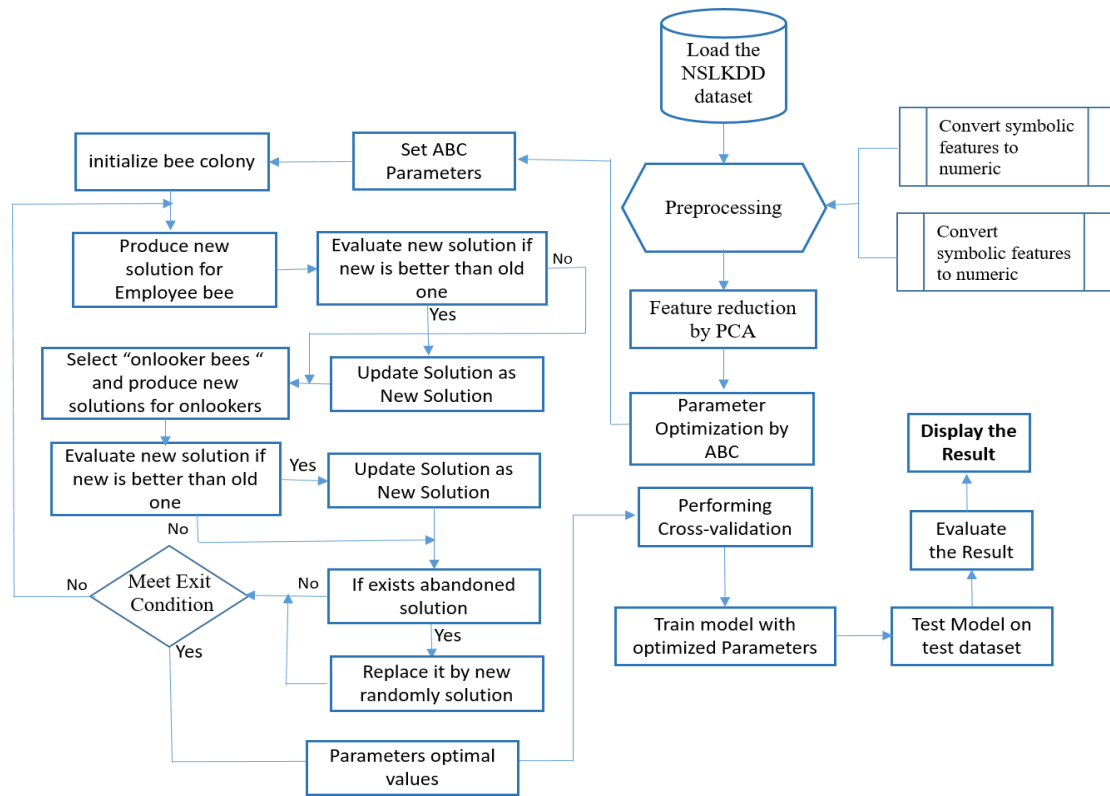 Load the
NSLKDD
dataset
Convert symbolic
features to
numeric
Preprocessing
Convert
symbolic features
to numeric
Feature reduction
by PCA
Parameter
Optimization by
ABC
Set ABC
Parameters
initialize bee colony
Produce new
solution for
Employee bee
Evaluate new solution if
new is better than old
one
No
Yes
Update Solution as
New Solution
Select “onlooker bees “
and produce new
solutions for onlookers
Evaluate new solution if
new is better than old
one
Yes
No
Update Solution as
New Solution
If exists abandoned
solution
No
Yes
Replace it by new
randomly solution
Meet Exit
Condition
No
Yes
Parameters optimal
values
Performing
Cross-validation
Train model with
optimized Parameters
Test Model on
test dataset
Evaluate
the Result
Display the
Result